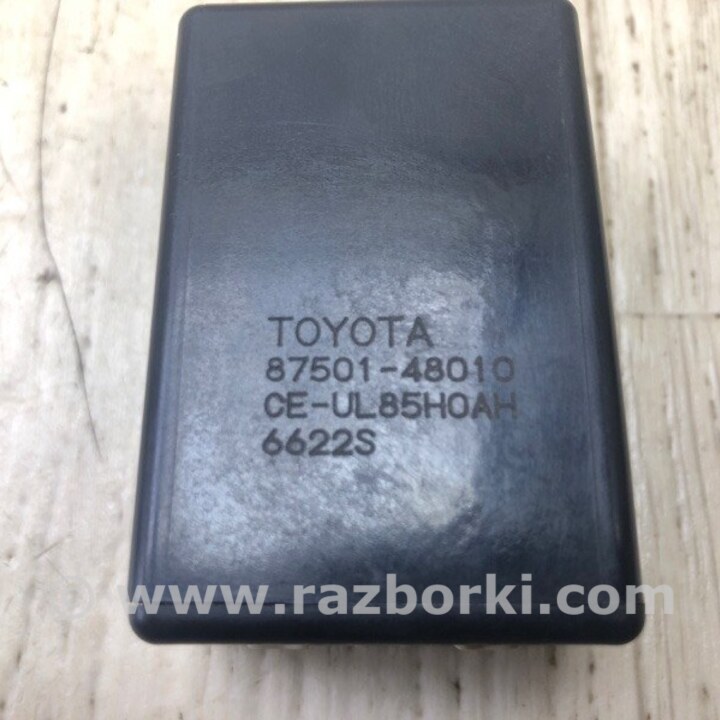 TOYOTA
87501-48010
CE-UL85H0AH
6622S
www.razborki.com